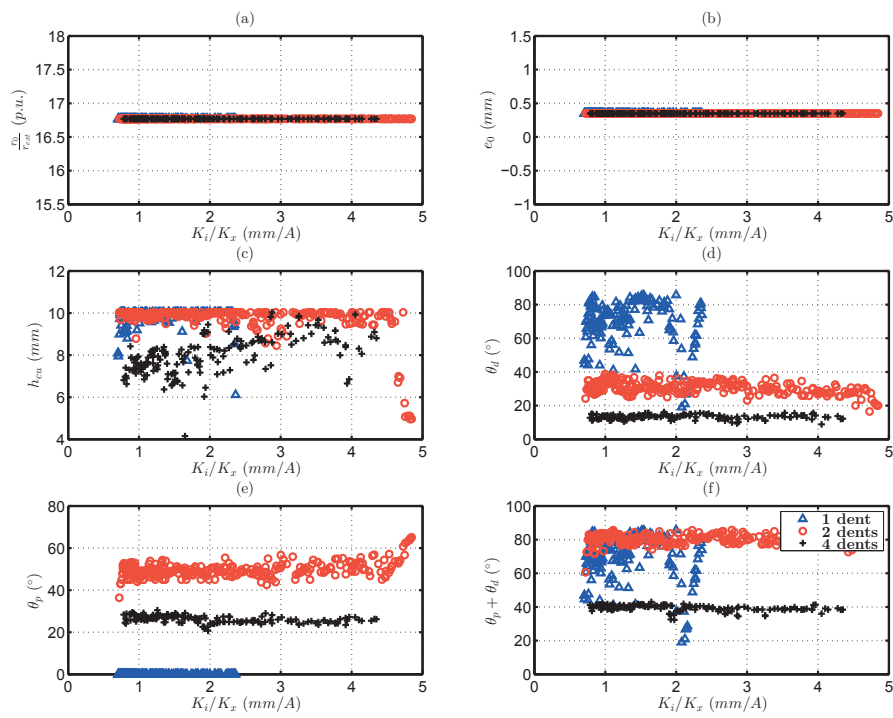 (a)
18
17.5
17
16.5
16
15.5
r_0/r_ext (p.u.)
0 1 2 3 4 5
K_i/K_x (mm/A)
(b)
1.5
1
0.5
0
−0.5
−1
e_0 (mm)
0 1 2 3 4 5
K_i/K_x (mm/A)
(c)
12
10
8
6
4
h_cu (mm)
0 1 2 3 4 5
K_i/K_x (mm/A)
(d)
100
80
60
40
20
0
θ_d (°)
0 1 2 3 4 5
K_i/K_x (mm/A)
(e)
80
60
40
20
0
θ_p (°)
0 1 2 3 4 5
K_i/K_x (mm/A)
(f)
100
80
60
40
20
0
θ_p + θ_d (°)
1 dent
2 dents
4 dents
0 1 2 3 4 5
K_i/K_x (mm/A)